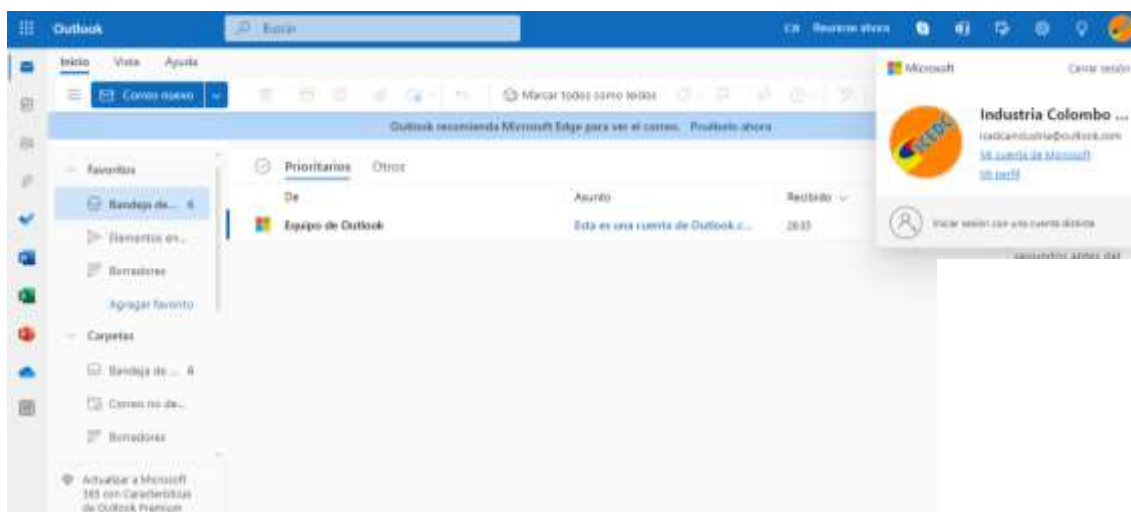 Outlook
Buscar
Reunirse ahora
Inicio Vista Ayuda
Correo nuevo
Marcar todos como leídos
Outlook recomienda Microsoft Edge para ver el correo. Pruébelo ahora
Microsoft
Cerrar sesión
Industria Colombo ...
Mi cuenta de Microsoft
Mi perfil
Iniciar sesión con una cuenta distinta
segundos antes del
Favoritos
Bandeja de... 6
Elementos en...
Borradores
Agregar favorito
Carpetas
Bandeja de ... 6
Correo no de...
Borradores
Actualizar a Microsoft
365 con Características
de Outlook Premium
Prioritarios Otros
De Asunto Recibido
Equipo de Outlook Esta es una cuenta de Outlook.c...